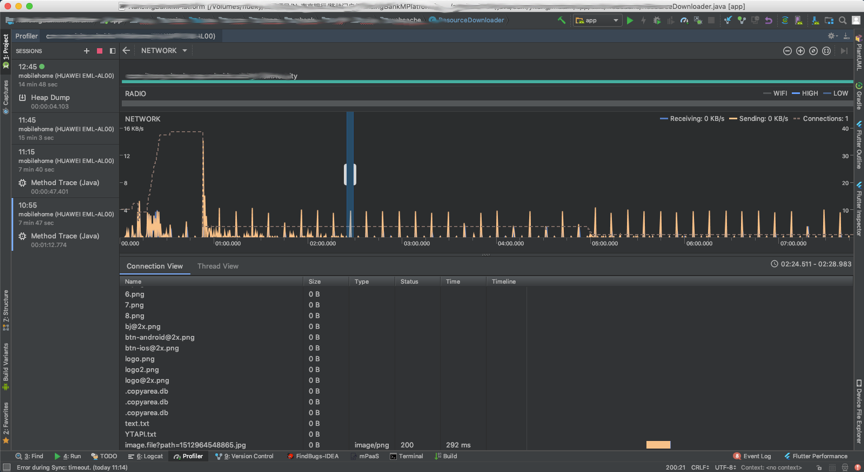 ResourceDownloader.java [app]
ResourceDownloader
app
Profiler
L00)
SESSIONS
NETWORK
12:45
mobilehome (HUAWEI EML-AL00)
14 min 48 sec
Heap Dump
00:00:04.103
11:45
mobilehome (HUAWEI EML-AL00)
15 min 3 sec
11:15
mobilehome (HUAWEI EML-AL00)
7 min 40 sec
Method Trace (Java)
00:00:47.401
10:55
mobilehome (HUAWEI EML-AL00)
7 min 47 sec
Method Trace (Java)
00:01:12.774
RADIO
WIFI HIGH LOW
NETWORK
16 KB/s
12
8
4
Receiving: 0 KB/s Sending: 0 KB/s Connections: 1
40
30
20
10
00.000 01:00.000 02:00.000 03:00.000 04:00.000 05:00.000 06:00.000 07:00.000
Connection View Thread View
02:24.511 - 02:28.983
Name Size Type Status Time Timeline
6.png 0 B
7.png 0 B
8.png 0 B
bj@2x.png 0 B
btn-android@2x.png 0 B
btn-ios@2x.png 0 B
logo.png 0 B
logo2.png 0 B
logo@2x.png 0 B
.copyarea.db 0 B
.copyarea.db 0 B
.copyarea.db 0 B
text.txt 0 B
YTAPI.txt 0 B
image.file?path=1512964548865.jpg 0 B image/png 200 292 ms
1: Project
Captures
7: Structure
Build Variants
2: Favorites
PlantUML
Gradle
Flutter Outline
Flutter Inspector
Device File Explorer
3: Find 4: Run TODO 6: Logcat Profiler 9: Version Control FindBugs-IDEA mPaaS Terminal Build Event Log Flutter Performance
Error during Sync: timeout. (today 11:14)
200:21 CRLF: UTF-8: Context: <no context>